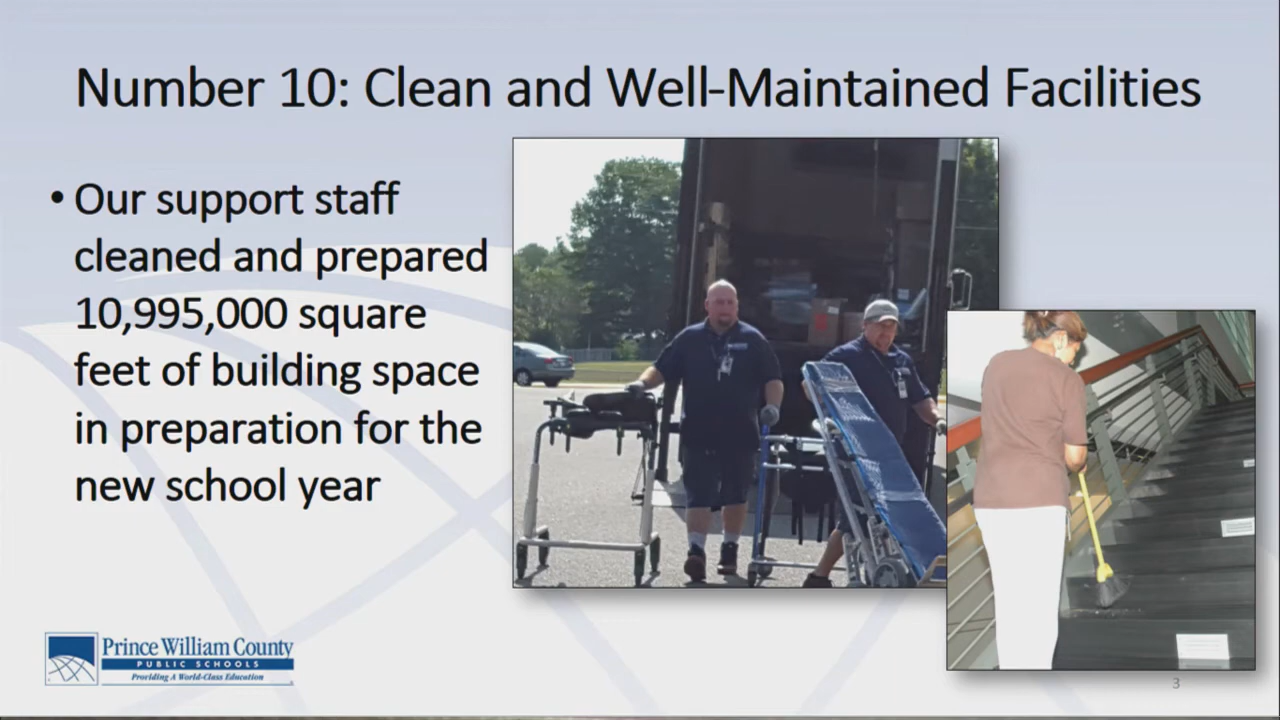 Number 10: Clean and Well-Maintained Facilities
• Our support staff
cleaned and prepared
10,995,000 square
feet of building space
in preparation for the
new school year
Prince William County
PUBLIC SCHOOLS
Providing A World-Class Education
3